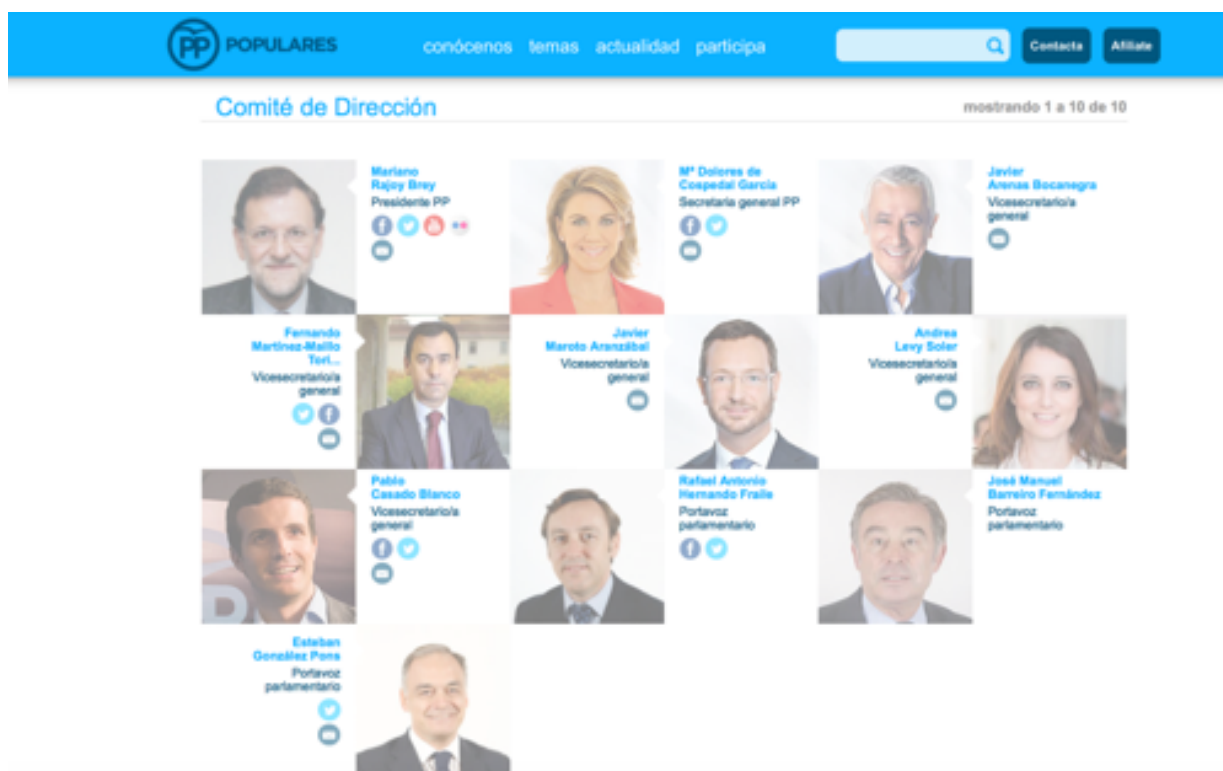 PP POPULARES
conócenos temas actualidad participa
Contacta
Afiliate
Comité de Dirección
mostrando 1 a 10 de 10
Mariano
Rajoy Brey
Presidente PP
Mª Dolores de
Cospedal García
Secretaria general PP
Javier
Arenas Bocanegra
Vicesecretario/a
general
Fernando
Martínez-Maillo
Tori...
Vicesecretario/a
general
Javier
Maroto Aranzábal
Vicesecretario/a
general
Andrea
Levy Soler
Vicesecretario/a
general
Pablo
Casado Blanco
Vicesecretario/a
general
Rafael Antonio
Hernando Fraile
Portavoz
parlamentario
José Manuel
Barreiro Fernández
Portavoz
parlamentario
Esteban
González Pons
Portavoz
parlamentario